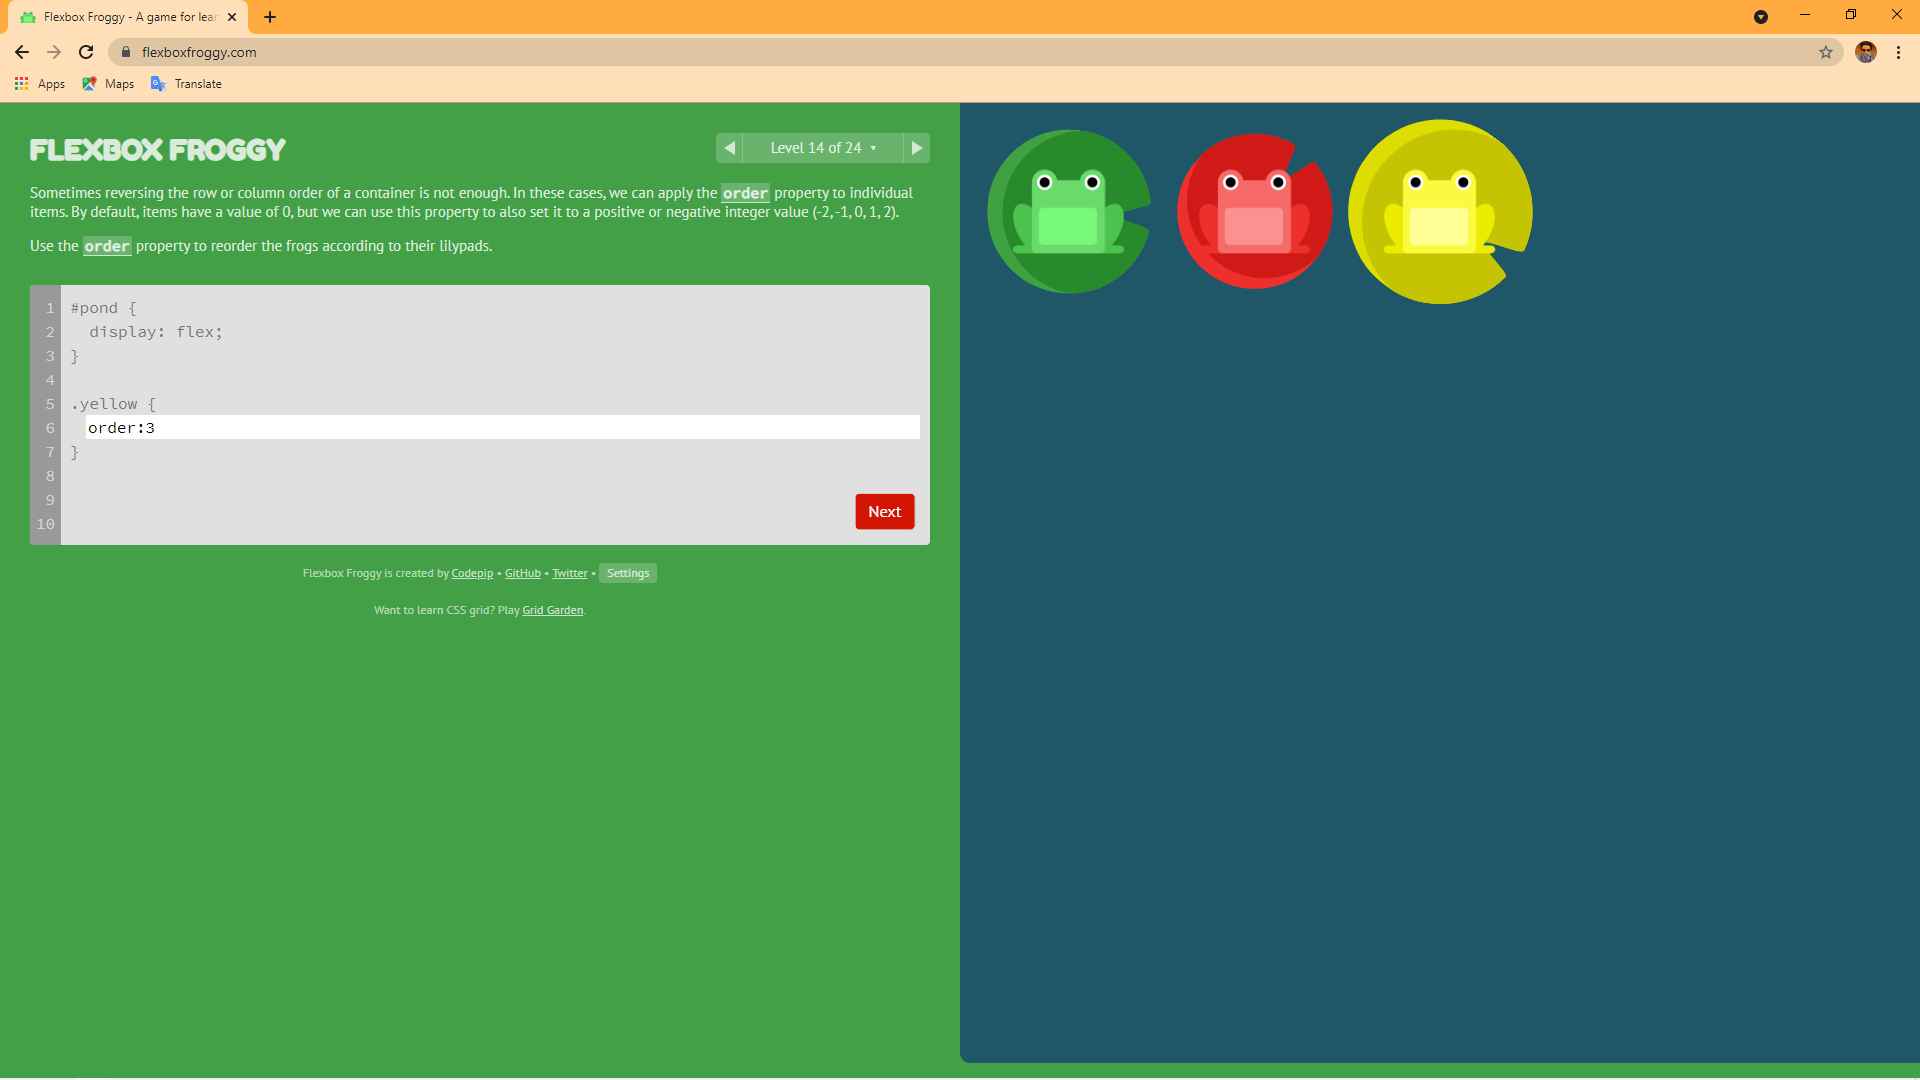 Flexbox Froggy - A game for lear
flexboxfroggy.com
Apps Maps Translate
FLEXBOX FROGGY
Level 14 of 24
Sometimes reversing the row or column order of a container is not enough. In these cases, we can apply the order property to individual
items. By default, items have a value of 0, but we can use this property to also set it to a positive or negative integer value (-2, -1, 0, 1, 2).
Use the order property to reorder the frogs according to their lilypads.
1 #pond {
2 display: flex;
3 }
4
5 .yellow {
6 order:3
7 }
8
9
10
Next
Flexbox Froggy is created by Codepip • GitHub • Twitter • Settings
Want to learn CSS grid? Play Grid Garden.